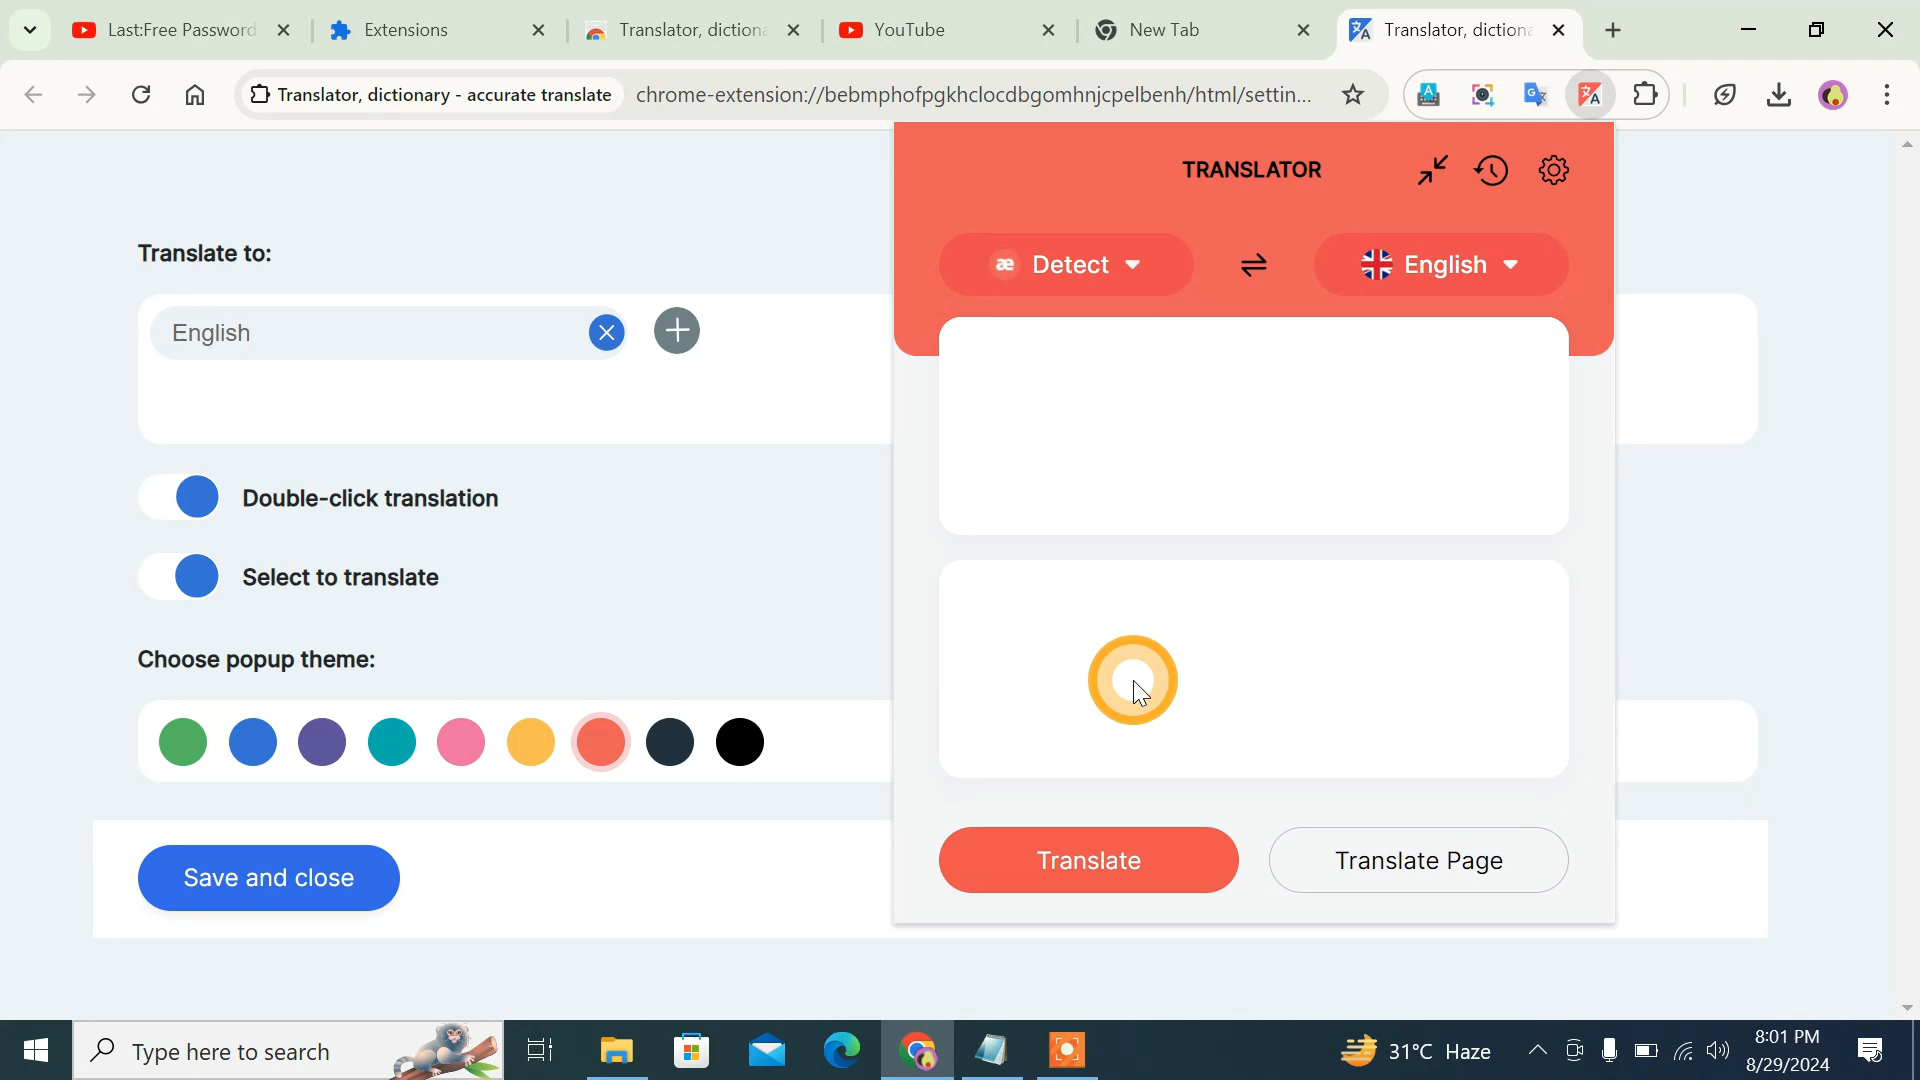 Last:Free Password
Extensions
Translator, dictiona
YouTube
New Tab
Translator, dictiona
Translator, dictionary - accurate translate
chrome-extension://bebmphofpgkhclocdbgomhnjcpelbenh/html/settin...
TRANSLATOR
Detect
English
Translate to:
English
Double-click translation
Select to translate
Choose popup theme:
Translate
Translate Page
Save and close
Type here to search
31°C Haze
8:01 PM
8/29/2024